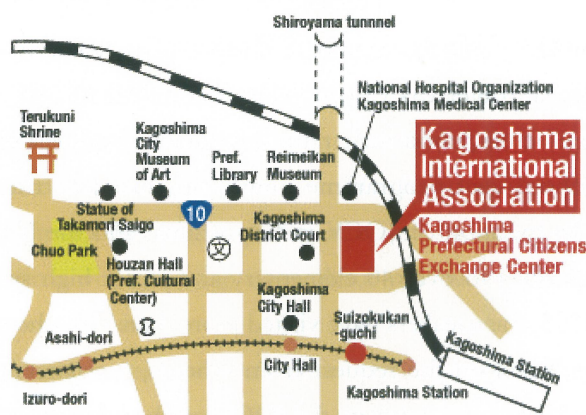 Shiroyama tunnnel
National Hospital Organization
Kagoshima Medical Center
Terukuni
Shrine
Kagoshima
City
Museum
of Art
Pref.
Library
Reimeikan
Museum
Kagoshima
International
Association
Kagoshima
Prefectural Citizens
Exchange Center
Statue of
Takamori Saigo
10
Kagoshima
District Court
文
Chuo Park
Houzan Hall
(Pref. Cultural
Center)
Kagoshima
City Hall
Suizokukan
-guchi
Asahi-dori
City Hall
Kagoshima Station
Kagoshima Station
Izuro-dori